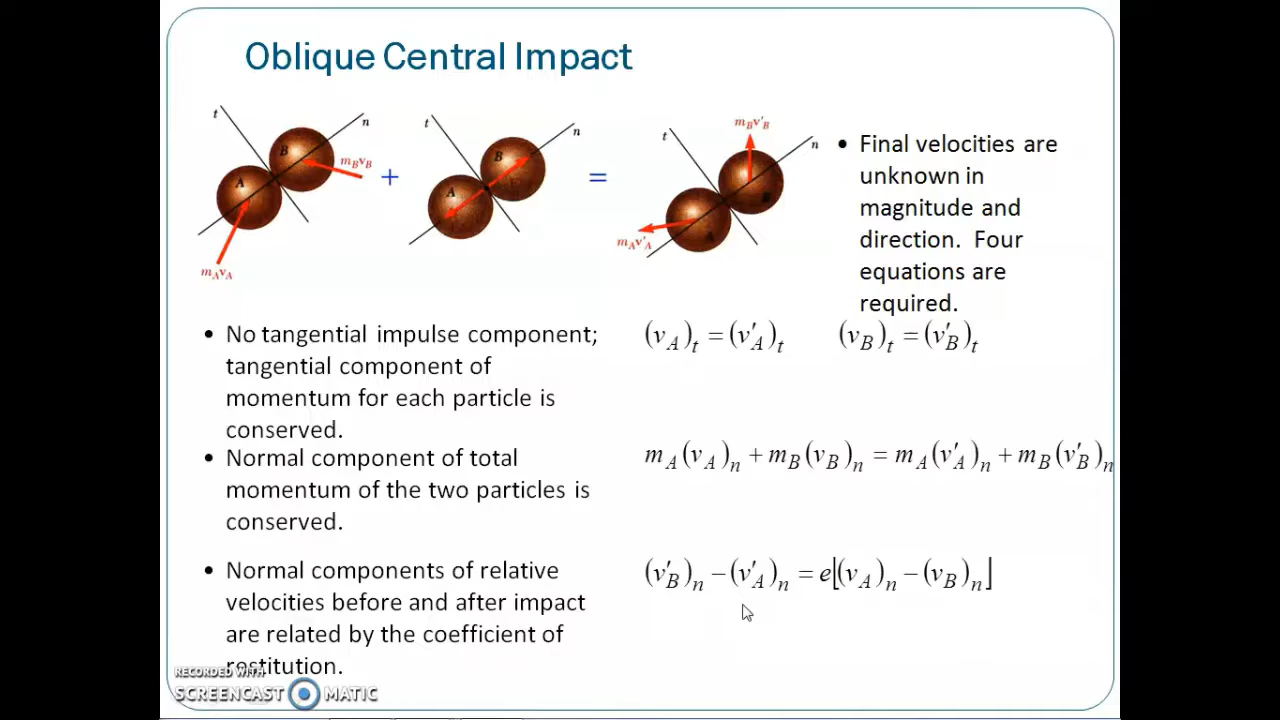 Oblique Central Impact
t
n
B
A
m_B v_B
m_A v_A
+
t
n
B
A
=
m_B v'_B
t
n
B
A
m_A v'_A
• Final velocities are
unknown in
magnitude and
direction. Four
equations are
required.
• No tangential impulse component;
tangential component of
momentum for each particle is
conserved.
(v_A)_t = (v'_A)_t (v_B)_t = (v'_B)_t
• Normal component of total
momentum of the two particles is
conserved.
m_A(v_A)_n + m_B(v_B)_n = m_A(v'_A)_n + m_B(v'_B)_n
• Normal components of relative
velocities before and after impact
are related by the coefficient of
restitution.
(v'_B)_n − (v'_A)_n = e⌊(v_A)_n − (v_B)_n⌋
RECORDED WITH
SCREENCAST MATIC